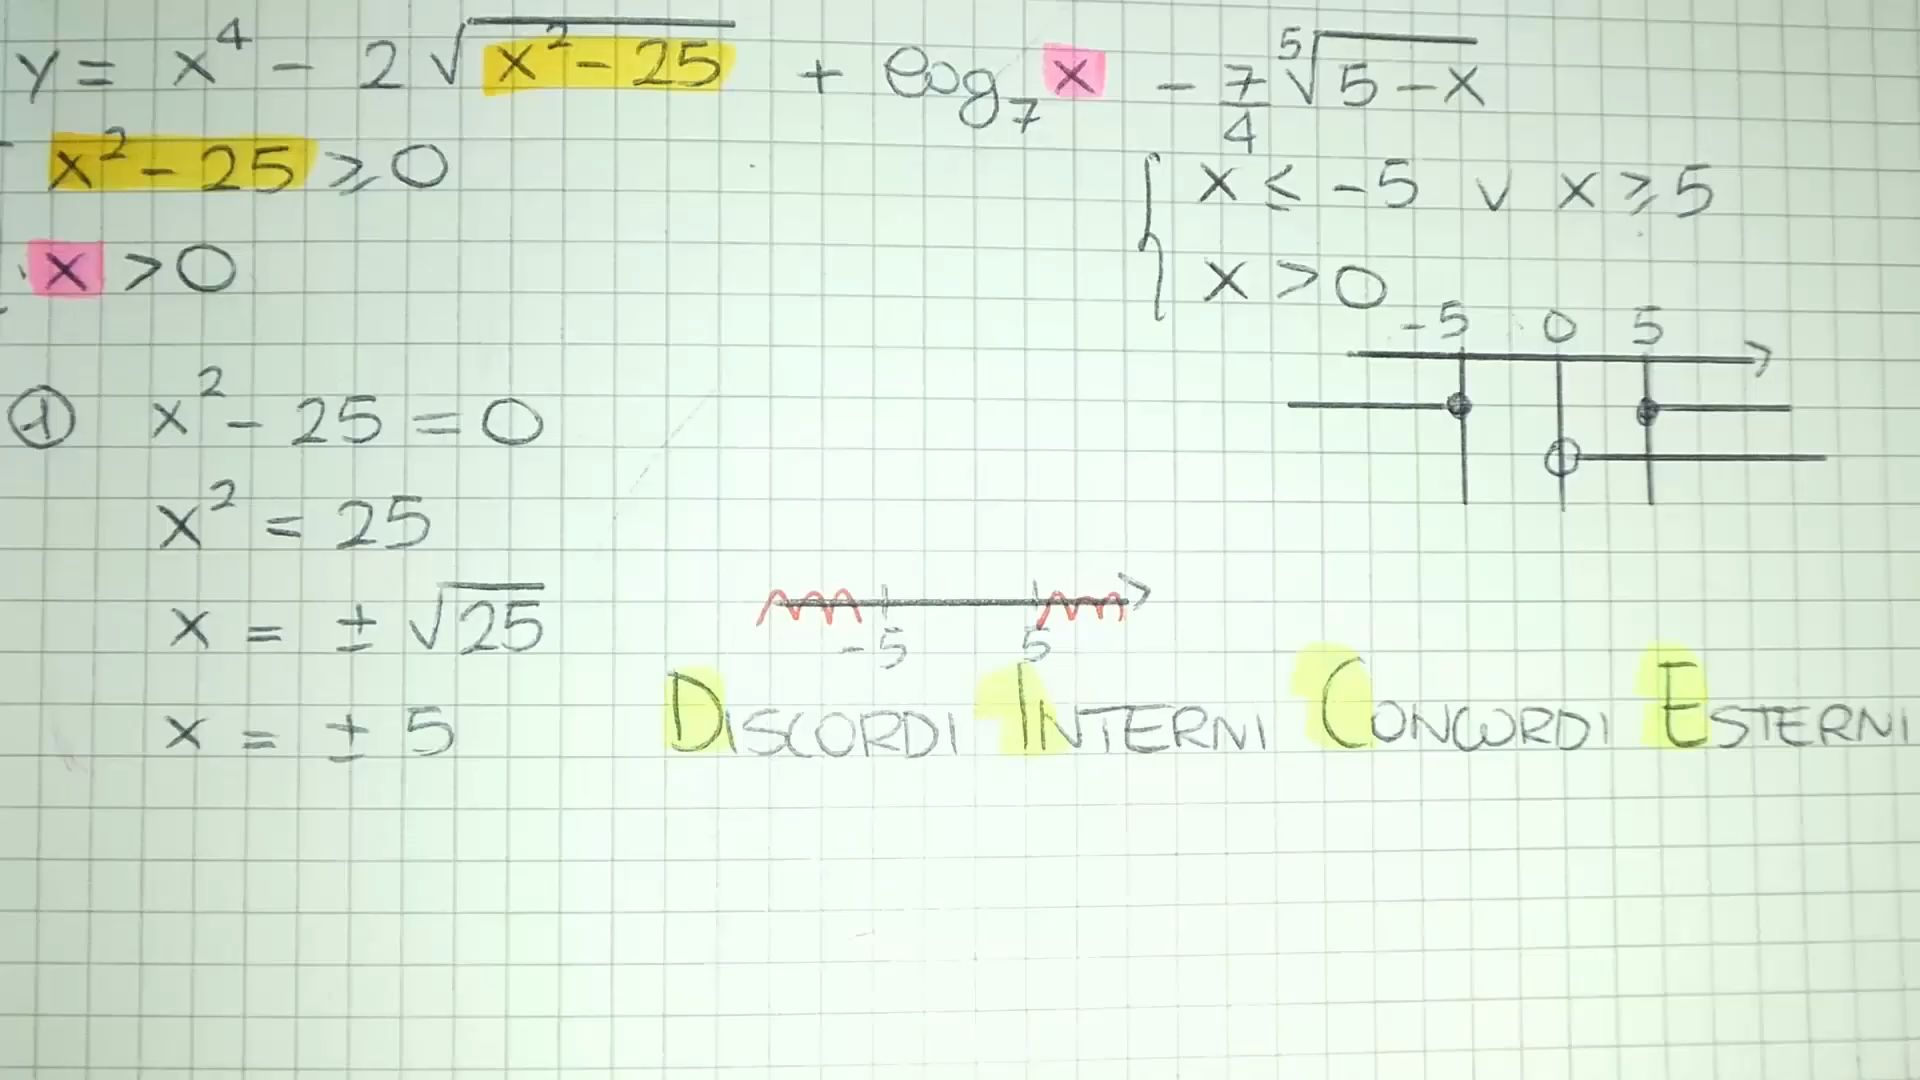 y = x⁴ - 2√(x² - 25) + log₇ x - 7/4 ⁵√(5 - x)
x² - 25 ≥ 0
x > 0
x ≤ -5 ∨ x ≥ 5
x > 0
-5 0 5
① x² - 25 = 0
x² = 25
x = ± √25
x = ± 5
-5 5
DISCORDI INTERNI CONCORDI ESTERNI